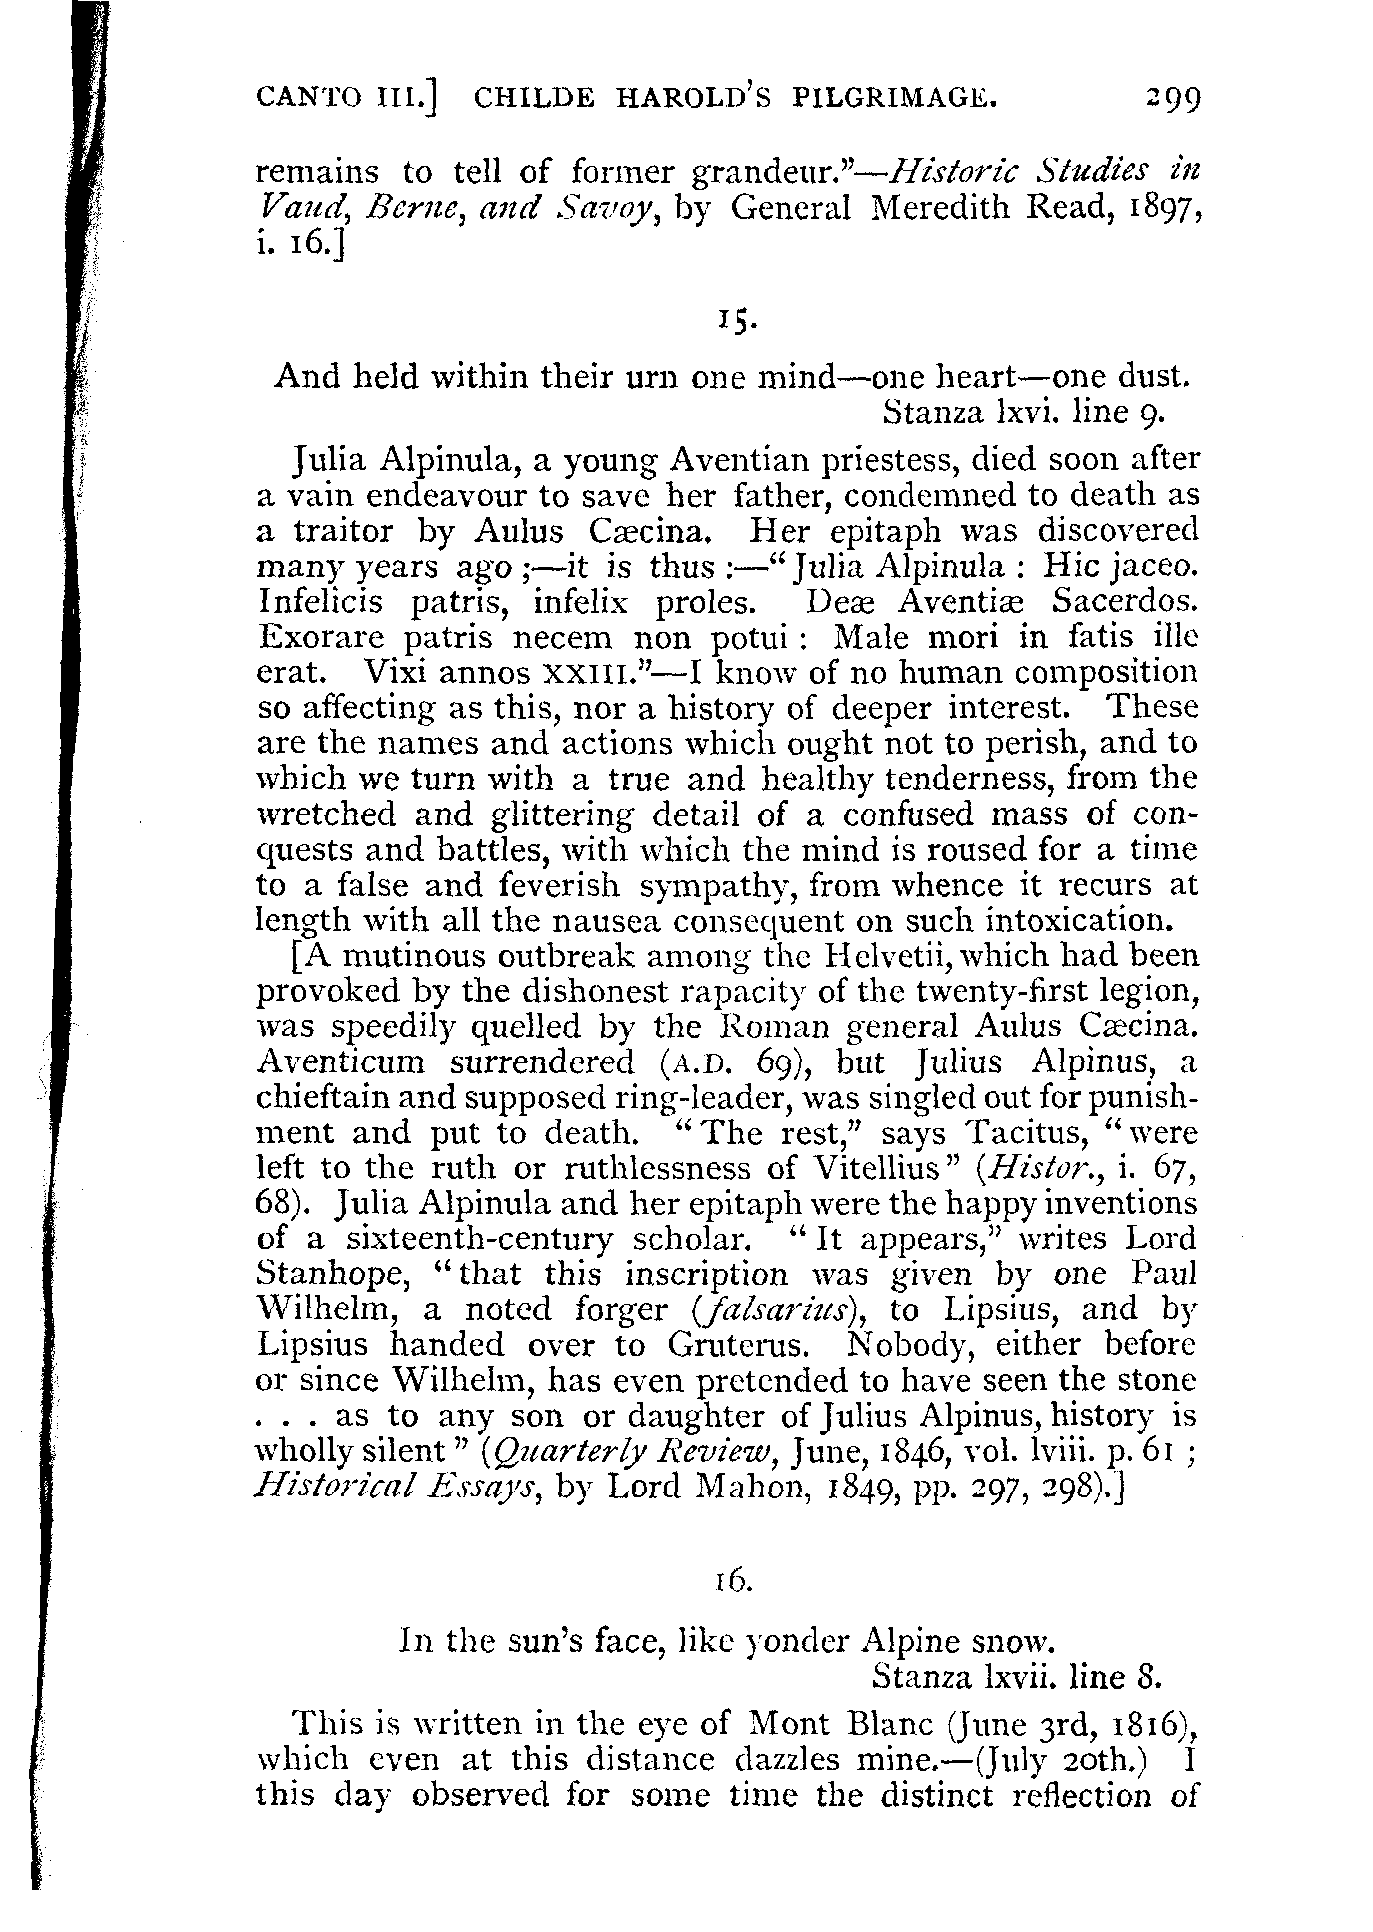 CANTO III.] CHILDE HAROLD'S PILGRIMAGE. 299
remains to tell of former grandeur."—Historic Studies in
Vaud, Berne, and Savoy, by General Meredith Read, 1897,
i. 16.]
15.
And held within their urn one mind—one heart—one dust.
Stanza lxvi. line 9.
Julia Alpinula, a young Aventian priestess, died soon after
a vain endeavour to save her father, condemned to death as
a traitor by Aulus Cæcina. Her epitaph was discovered
many years ago;—it is thus:—"Julia Alpinula: Hic jaceo.
Infelicis patris, infelix proles. Deæ Aventiæ Sacerdos.
Exorare patris necem non potui: Male mori in fatis ille
erat. Vixi annos XXIII."—I know of no human composition
so affecting as this, nor a history of deeper interest. These
are the names and actions which ought not to perish, and to
which we turn with a true and healthy tenderness, from the
wretched and glittering detail of a confused mass of con-
quests and battles, with which the mind is roused for a time
to a false and feverish sympathy, from whence it recurs at
length with all the nausea consequent on such intoxication.
[A mutinous outbreak among the Helvetii, which had been
provoked by the dishonest rapacity of the twenty-first legion,
was speedily quelled by the Roman general Aulus Cæcina.
Aventicum surrendered (A.D. 69), but Julius Alpinus, a
chieftain and supposed ring-leader, was singled out for punish-
ment and put to death. "The rest," says Tacitus, "were
left to the ruth or ruthlessness of Vitellius" (Histor., i. 67,
68). Julia Alpinula and her epitaph were the happy inventions
of a sixteenth-century scholar. "It appears," writes Lord
Stanhope, "that this inscription was given by one Paul
Wilhelm, a noted forger (falsarius), to Lipsius, and by
Lipsius handed over to Gruterus. Nobody, either before
or since Wilhelm, has even pretended to have seen the stone
. . . as to any son or daughter of Julius Alpinus, history is
wholly silent" (Quarterly Review, June, 1846, vol. lviii. p. 61;
Historical Essays, by Lord Mahon, 1849, pp. 297, 298).]
16.
In the sun's face, like yonder Alpine snow.
Stanza lxvii. line 8.
This is written in the eye of Mont Blanc (June 3rd, 1816),
which even at this distance dazzles mine.—(July 20th.) I
this day observed for some time the distinct reflection of